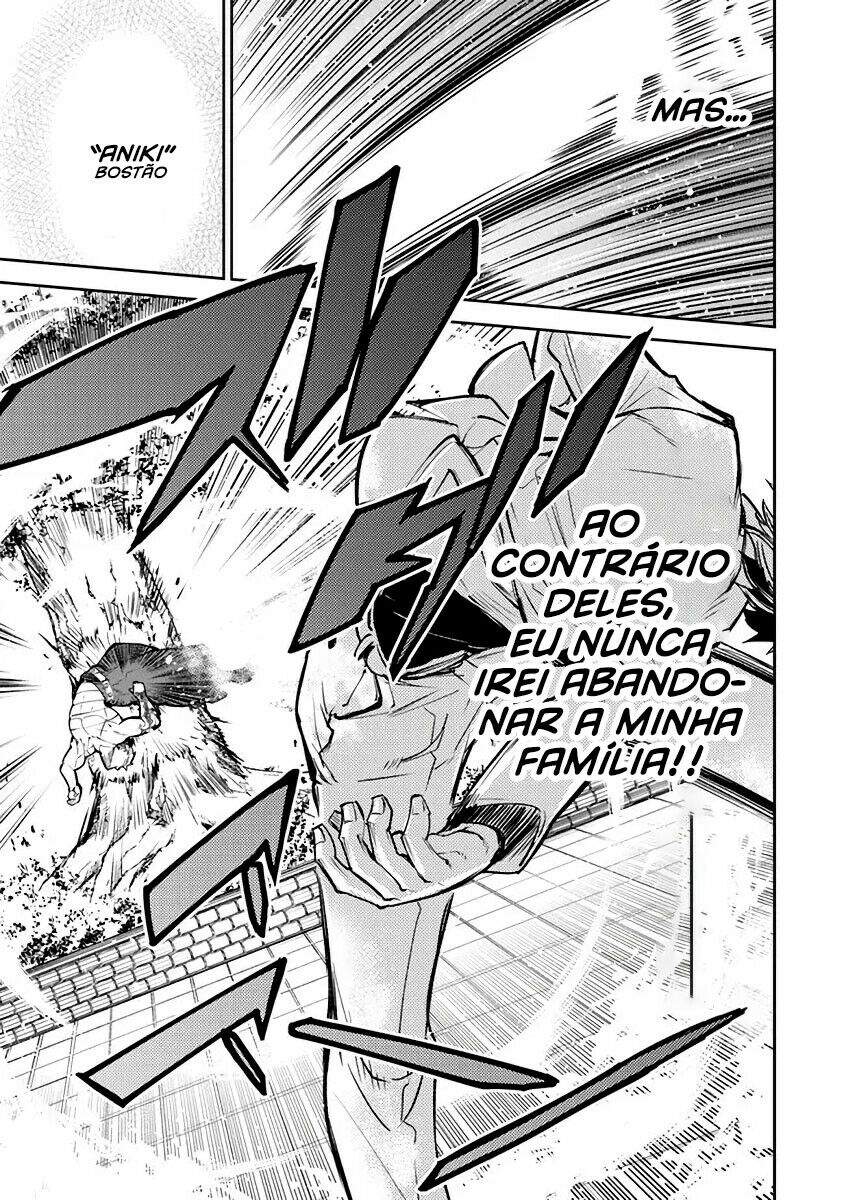 MAS...
"ANIKI"
BOSTÃO
AO
CONTRÁRIO
DELES,
EU NUNCA
IREI ABANDO-
NAR A MINHA
FAMÍLIA!!